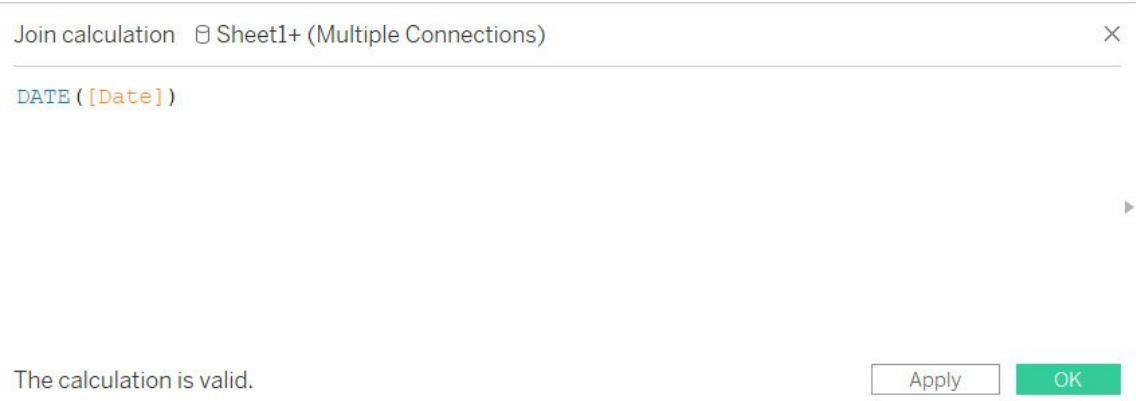 Join calculation Sheet1+ (Multiple Connections)
DATE([Date])
The calculation is valid.
Apply
OK